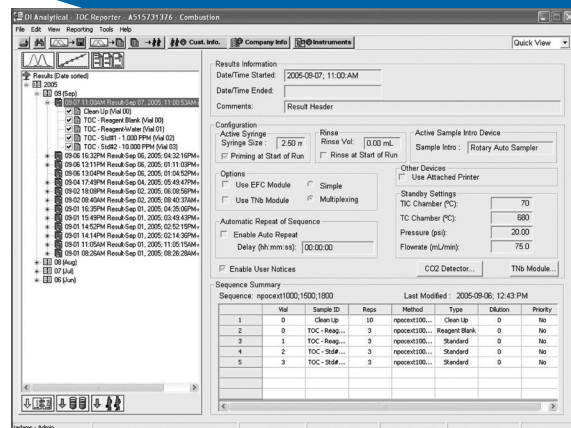 OI Analytical - TOC Reporter - A515731376 - Combustion
File Edit View Reporting Tools Help
Cust. Info. Company Info Instruments Quick View
Results (Date sorted)
2005
09 (Sep)
09-07 11:00AM Result-Sep 07, 2005; 11:00:53AM
Clean Up (Vial 00)
TOC - Reagent Blank (Vial 00)
TOC - Reagent-Water (Vial 01)
TOC - Std#1 - 1.000 PPM (Vial 02)
TOC - Std#2 - 10.000 PPM (Vial 03)
09-06 16:32PM Result-Sep 06, 2005; 04:32:16PM
09-06 13:11PM Result-Sep 06, 2005; 01:11:03PM
09-06 13:04PM Result-Sep 06, 2005; 01:04:52PM
09-04 17:49PM Result-Sep 04, 2005; 05:49:47PM
09-02 18:08PM Result-Sep 02, 2005; 06:08:56PM
09-02 08:40AM Result-Sep 02, 2005; 08:40:37AM
09-01 16:35PM Result-Sep 01, 2005; 04:35:06PM
09-01 15:49PM Result-Sep 01, 2005; 03:49:43PM
09-01 14:52PM Result-Sep 01, 2005; 02:52:15PM
09-01 14:14PM Result-Sep 01, 2005; 02:14:36PM
09-01 11:05AM Result-Sep 01, 2005; 11:05:15AM
09-01 08:26AM Result-Sep 01, 2005; 08:26:28AM
08 (Aug)
07 (Jul)
06 (Jun)
Results Information
Date/Time Started: 2005-09-07; 11:00:AM
Date/Time Ended:
Comments: Result Header
Configuration
Active Syringe
Syringe Size : 2.50 m
Priming at Start of Run
Rinse
Rinse Vol: 0.00 mL
Rinse at Start of Run
Active Sample Intro Device
Sample Intro : Rotary Auto Sampler
Options
Use EFC Module Simple
Use TNb Module Multiplexing
Other Devices
Use Attached Printer
Standby Settings
TIC Chamber (ºC): 70
TC Chamber (ºC): 680
Pressure (psi): 20.00
Flowrate (mL/min): 75.0
Automatic Repeat of Sequence
Enable Auto Repeat
Delay (hh:mm:ss): 00:00:00
Enable User Notices CO2 Detector... TNb Module...
Sequence Summary
Sequence: npocext1000;1500;1800 Last Modified : 2005-09-06; 12:43:PM
Vial Sample ID Reps Method Type Dilution Priority
1 0 Clean Up 10 npocext100... Clean Up 0 No
2 0 TOC - Reag... 3 npocext100... Reagent Blank 0 No
3 1 TOC - Reag... 3 npocext100... Standard 0 No
4 2 TOC - Std#... 3 npocext100... Standard 0 No
5 3 TOC - Std#... 3 npocext100... Standard 0 No
- Admin